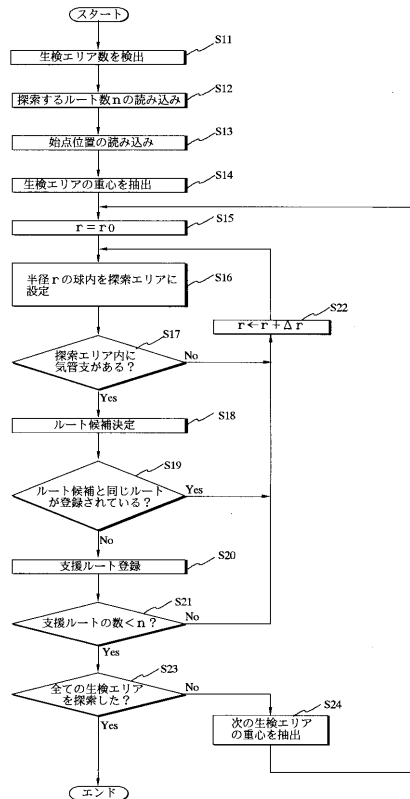 スタート
S11
生検エリア数を検出
S12
探索するルート数nの読み込み
S13
始点位置の読み込み
S14
生検エリアの重心を抽出
S15
r=r0
S16
半径rの球内を探索エリアに
設定
S22
r←r+Δr
S17
探索エリア内に
気管支がある?
No
Yes
S18
ルート候補決定
S19
ルート候補と同じルート
が登録されている?
Yes
No
S20
支援ルート登録
S21
支援ルートの数<n?
No
Yes
S23
全ての生検エリア
を探索した?
No
Yes
S24
次の生検エリア
の重心を抽出
エンド